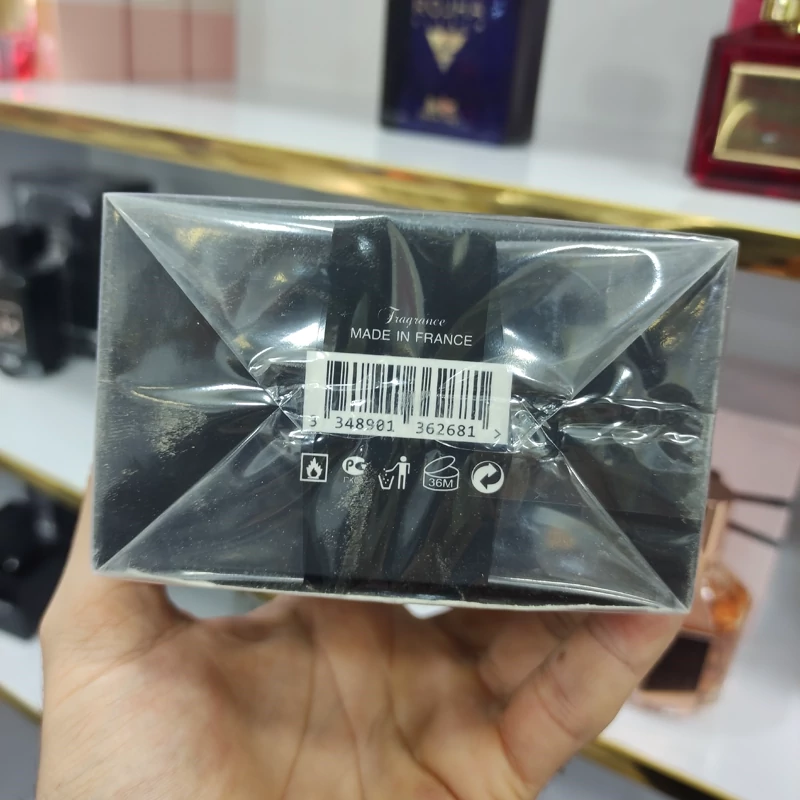 Fragrance
MADE IN FRANCE
3 348901 362681 >
36M